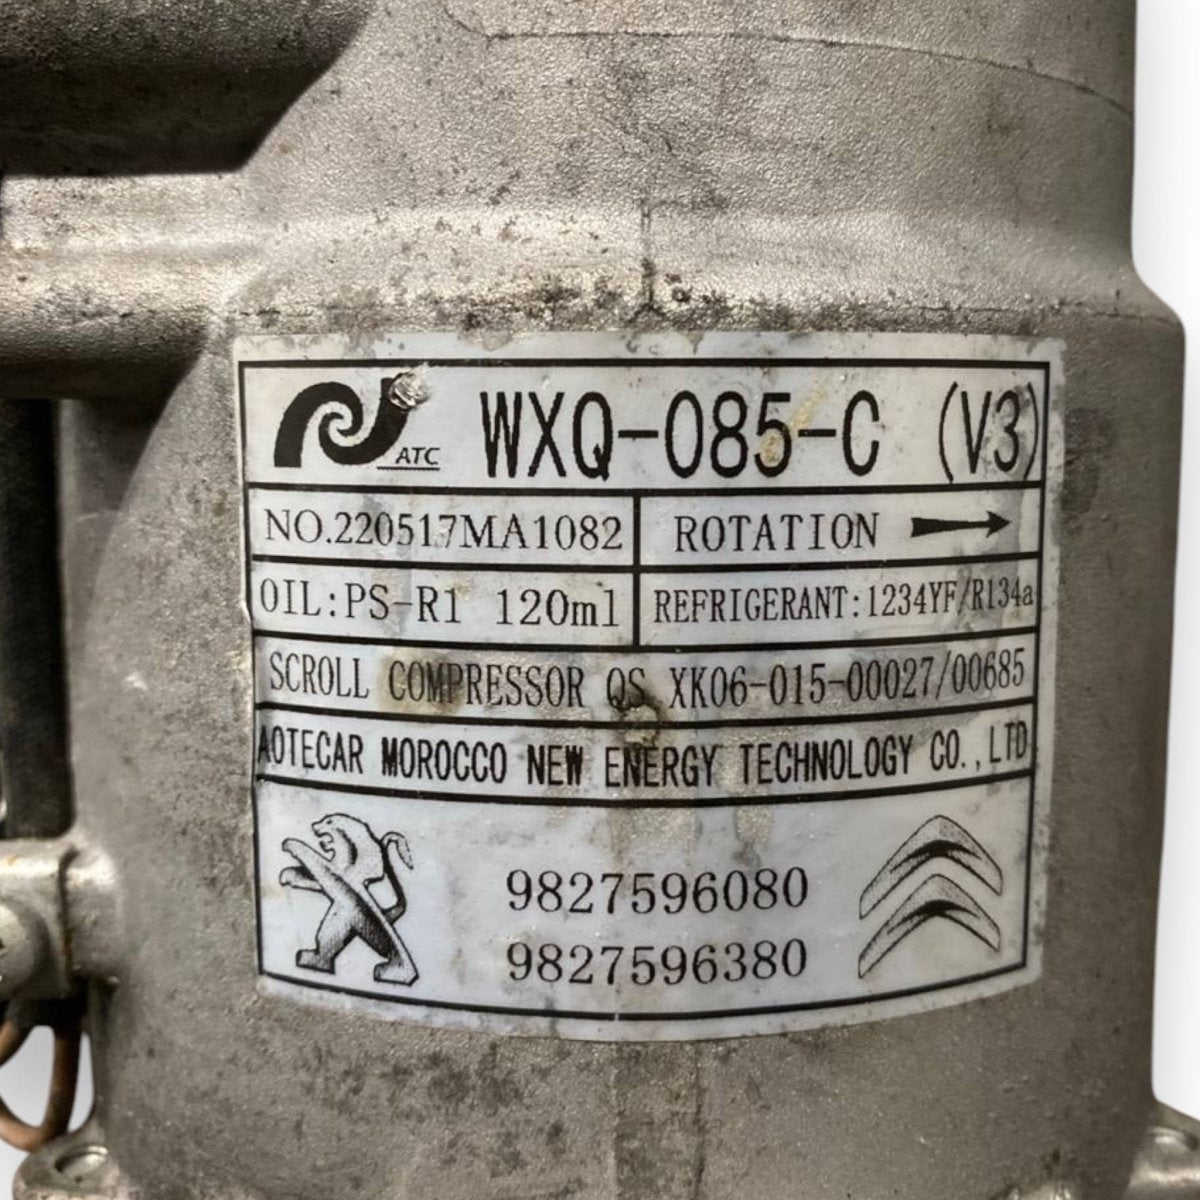 ATC WXQ-085-C (V3)
NO.220517MA1082 ROTATION
OIL:PS-R1 120ml REFRIGERANT:1234YF/R134a
SCROLL COMPRESSOR QS XK06-015-00027/00685
AOTECAR MOROCCO NEW ENERGY TECHNOLOGY CO.,LTD
9827596080
9827596380